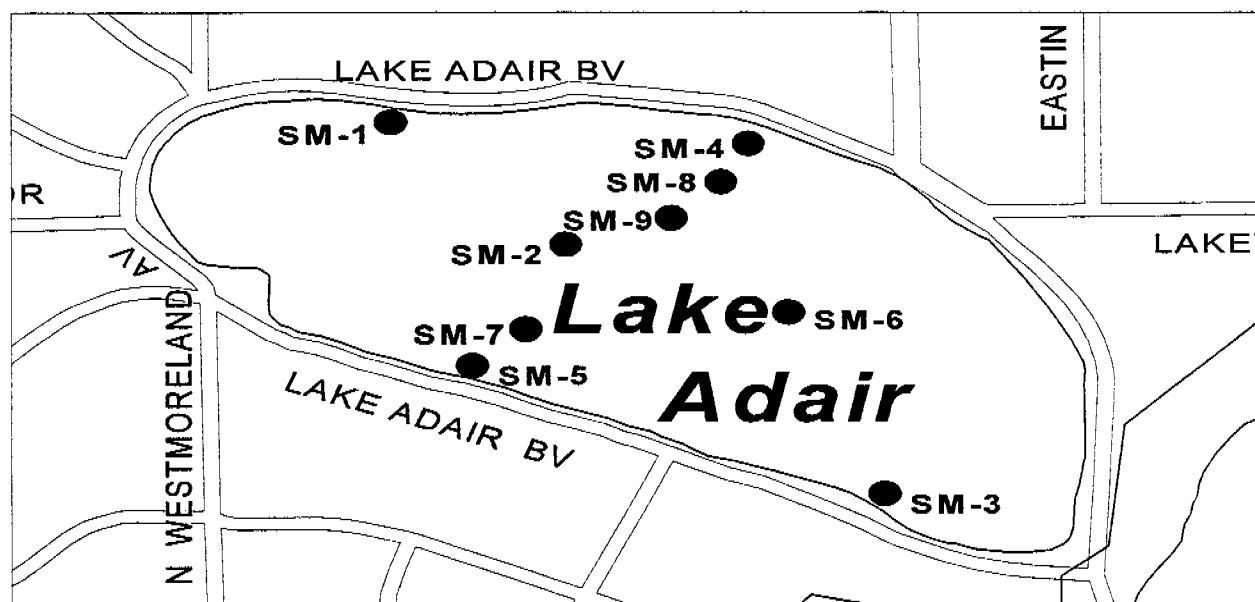 EASTIN
LAKE ADAIR BV
SM-1
SM-4
SM-8
OR
SM-9
SM-2
LAKE
AV
Lake
SM-6
SM-7
SM-5
N WESTMORELAND
LAKE ADAIR BV
Adair
SM-3